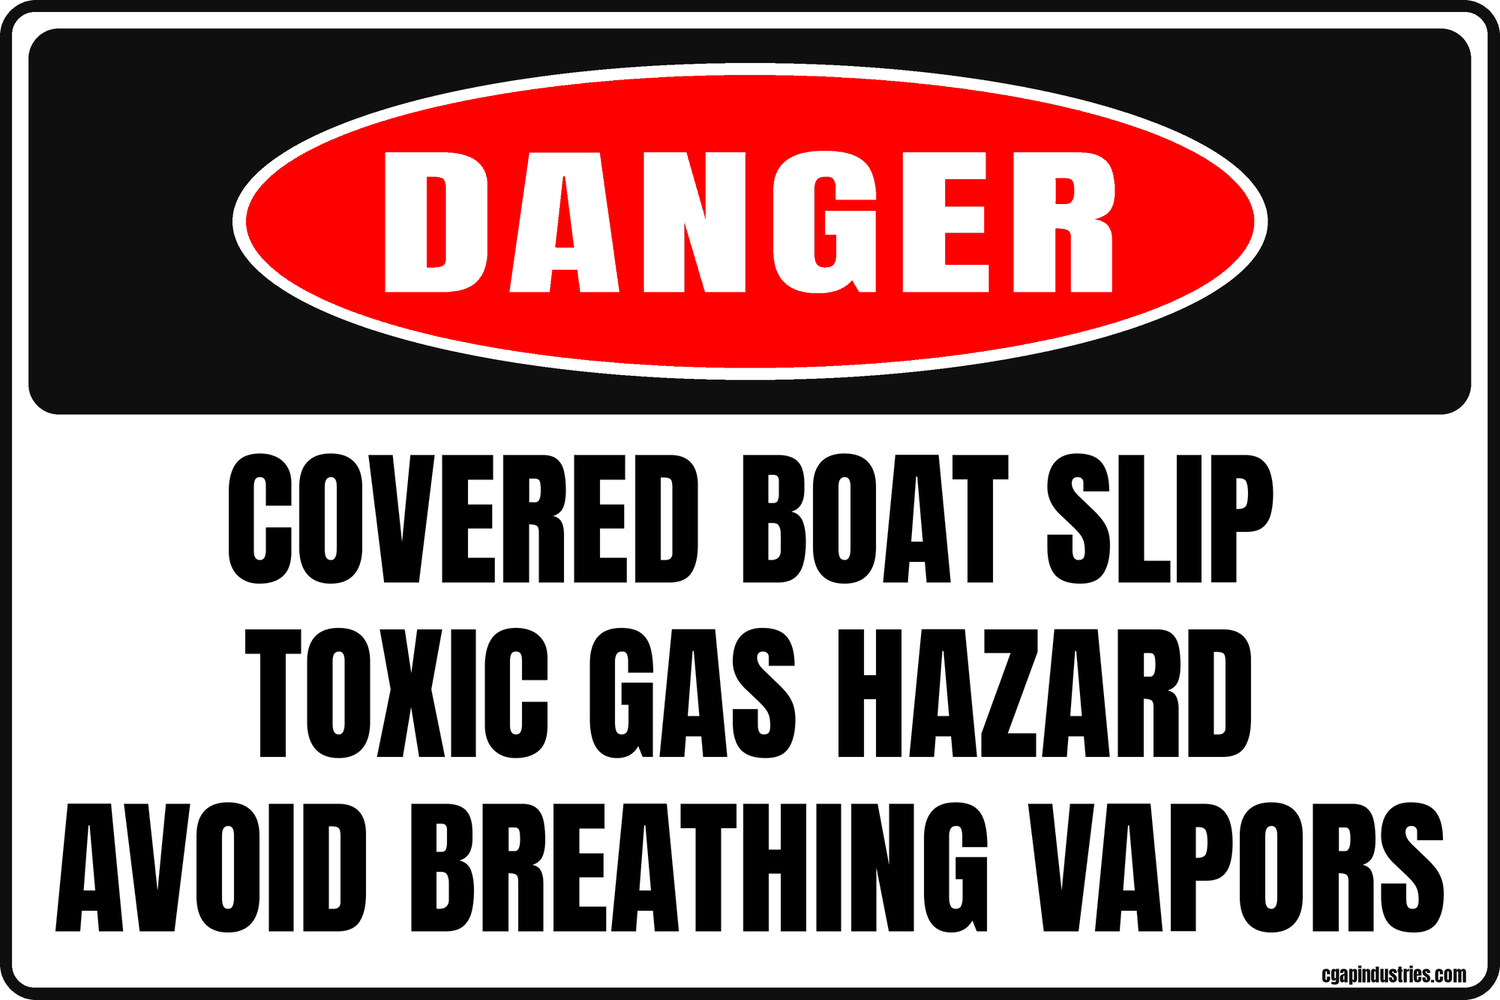 DANGER
COVERED BOAT SLIP
TOXIC GAS HAZARD
AVOID BREATHING VAPORS
cgapindustries.com